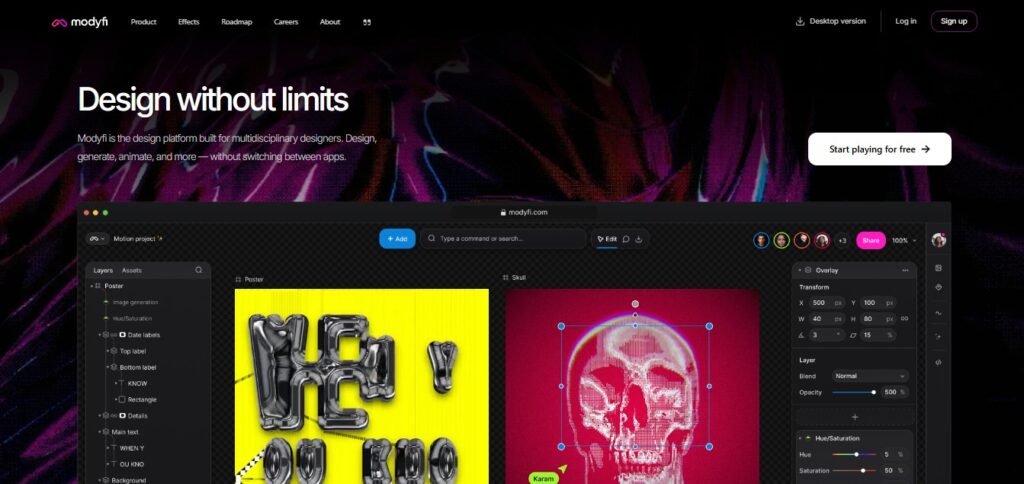 modyfi
Product
Effects
Roadmap
Careers
About
Desktop version
Log in
Sign up
Design without limits
Modyfi is the design platform built for multidisciplinary designers. Design,
generate, animate, and more — without switching between apps.
Start playing for free →
modyfi.com
Motion project ✨
+ Add
Type a command or search...
Edit
+3
Share
100%
Layers
Assets
Poster
Image generation
Hue/Saturation
Date labels
Top label
Bottom label
T KNOW
Rectangle
Details
Main text
T WHEN Y
T OU KNO
Background
Poster
Skull
Karam
Overlay
Transform
X 500 px Y 100 px
W 40 px H 80 px
3 ° 15 %
Layer
Blend Normal
Opacity 500 %
+
Hue/Saturation
Hue 5 %
Saturation 50 %